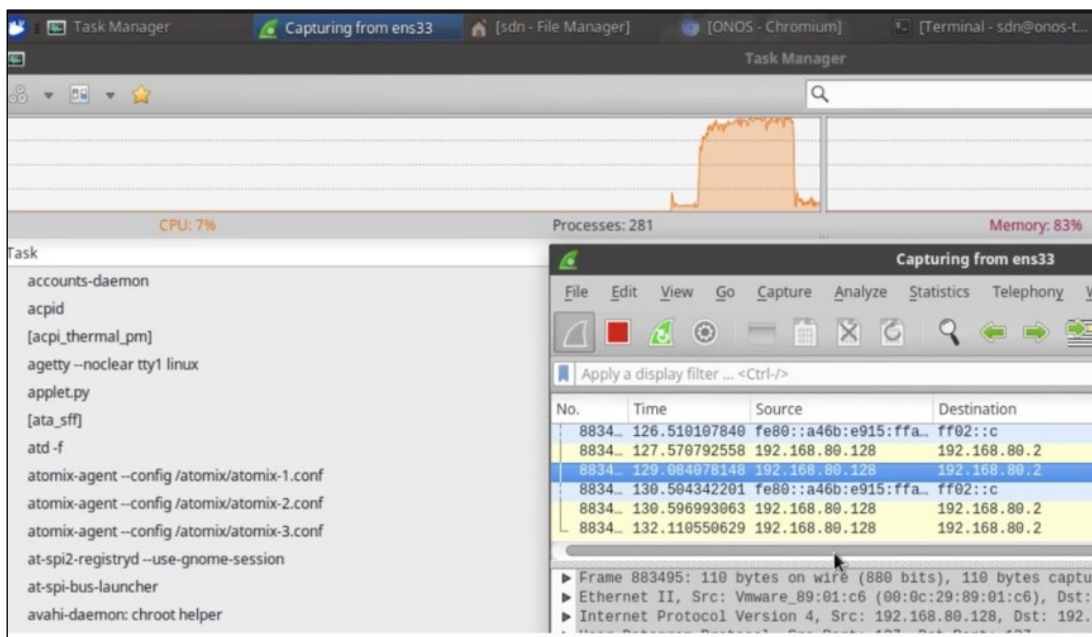 Task Manager Capturing from ens33 [sdn - File Manager] [ONOS - Chromium] [Terminal - sdn@onos-t...
Task Manager
CPU: 7% Processes: 281 Memory: 83%
Task
accounts-daemon
acpid
[acpi_thermal_pm]
agetty --noclear tty1 linux
applet.py
[ata_sff]
atd -f
atomix-agent --config /atomix/atomix-1.conf
atomix-agent --config /atomix/atomix-2.conf
atomix-agent --config /atomix/atomix-3.conf
at-spi2-registryd --use-gnome-session
at-spi-bus-launcher
avahi-daemon: chroot helper
Capturing from ens33
File Edit View Go Capture Analyze Statistics Telephony
Apply a display filter ... <Ctrl-/>
No. Time Source Destination
8834… 126.510107840 fe80::a46b:e915:ffa… ff02::c
8834… 127.570792558 192.168.80.128 192.168.80.2
8834… 129.084078148 192.168.80.128 192.168.80.2
8834… 130.504342201 fe80::a46b:e915:ffa… ff02::c
8834… 130.596993063 192.168.80.128 192.168.80.2
8834… 132.110550629 192.168.80.128 192.168.80.2
Frame 883495: 110 bytes on wire (880 bits), 110 bytes captu
Ethernet II, Src: Vmware_89:01:c6 (00:0c:29:89:01:c6), Dst:
Internet Protocol Version 4, Src: 192.168.80.128, Dst: 192.